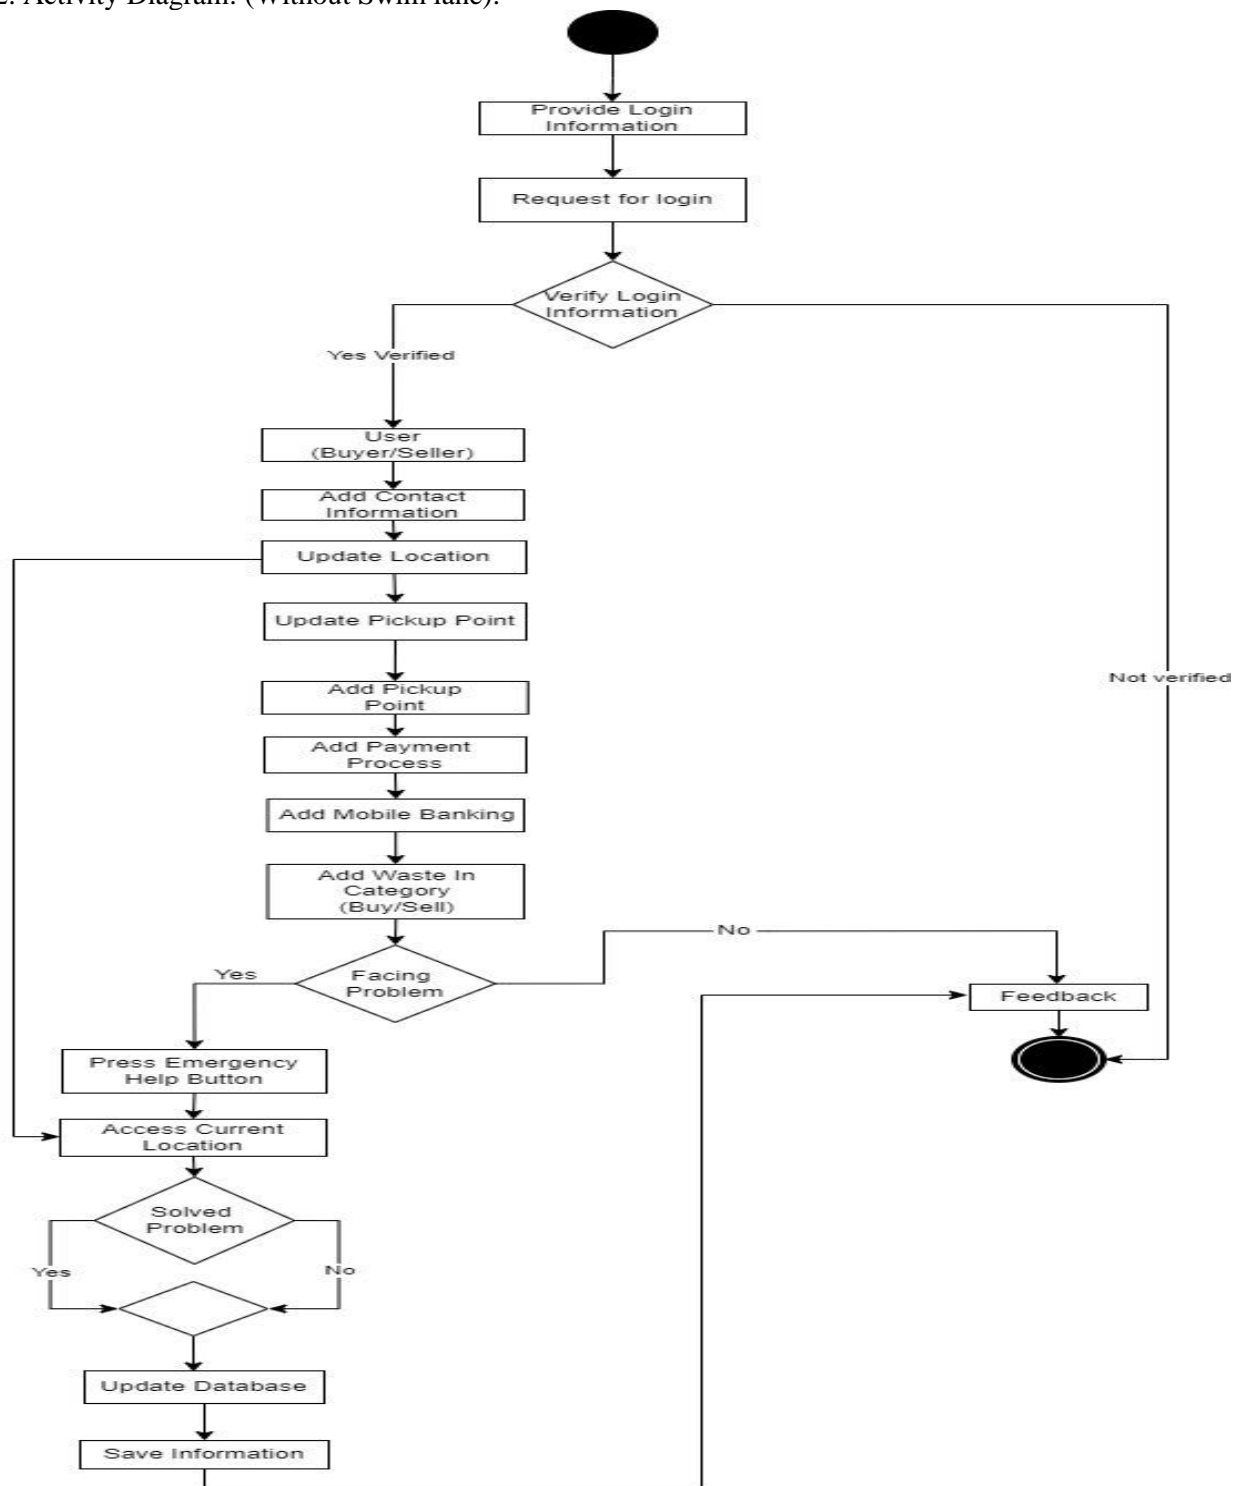 2. Activity Diagram: (Without Swim lane):
Provide Login
Information
Request for login
Verify Login
Information
Yes Verified
User
(Buyer/Seller)
Add Contact
Information
Update Location
Update Pickup Point
Not verified
Add Pickup
Point
Add Payment
Process
Add Mobile Banking
Add Waste In
Category
(Buy/Sell)
No
Yes
Facing
Problem
Feedback
Press Emergency
Help Button
Access Current
Location
Solved
Problem
Yes
No
Update Database
Save Information